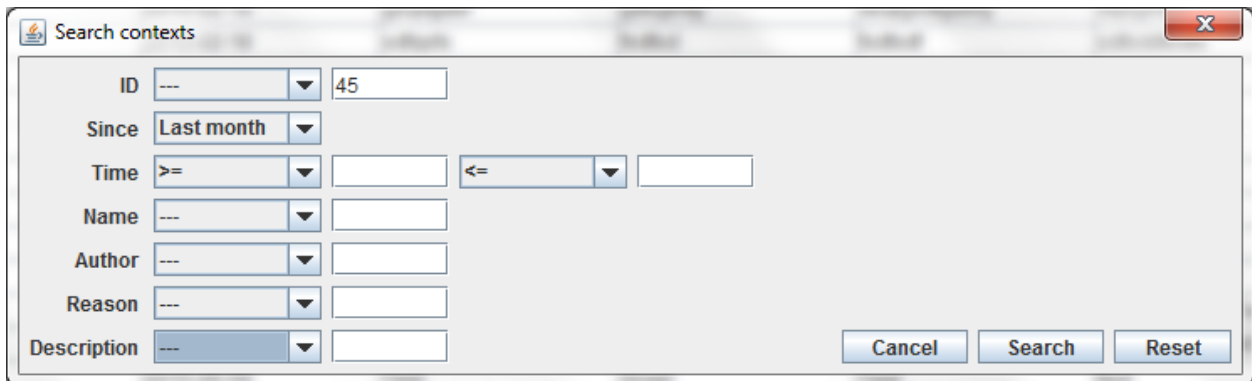 Search contexts
ID --- 45
Since Last month
Time >= <=
Name ---
Author ---
Reason ---
Description ---
Cancel Search Reset